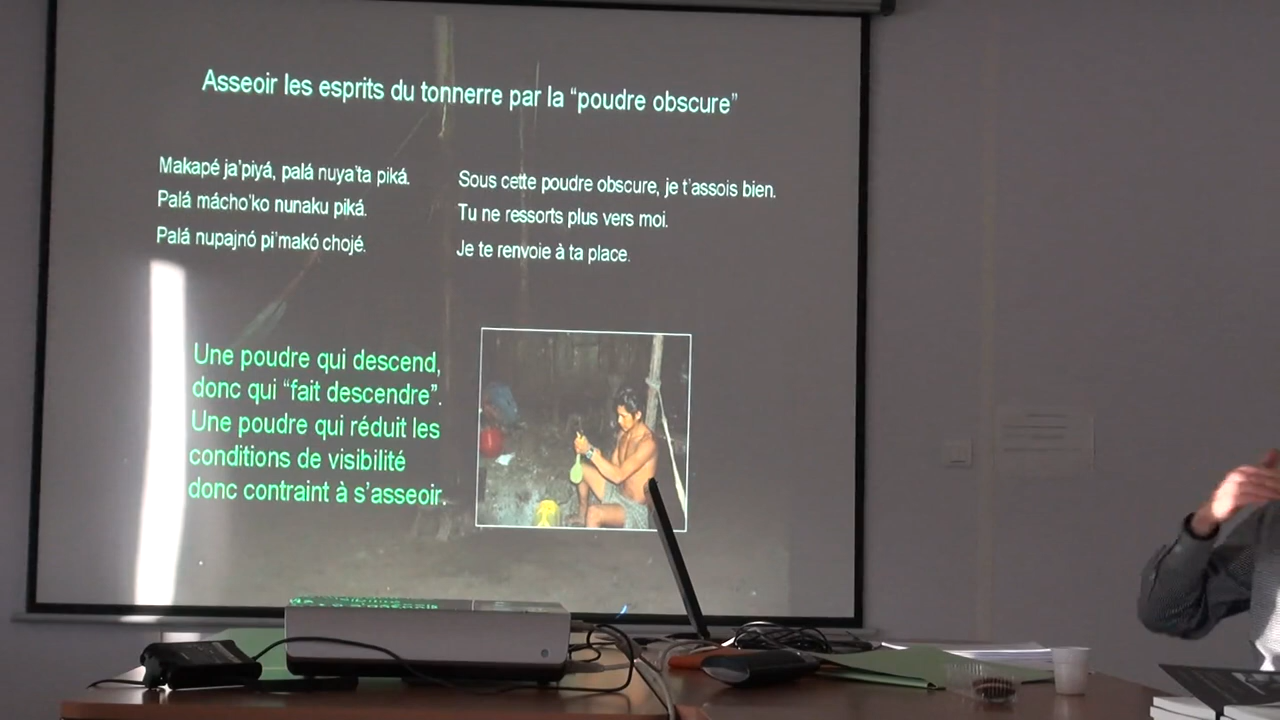 Asseoir les esprits du tonnerre par la “poudre obscure”
Makapé ja’piyá, palá nuya’ta piká.
Palá mácho’ko nunaku piká.
Palá nupajnó pi’makó chojé.
Sous cette poudre obscure, je t’assois bien.
Tu ne ressorts plus vers moi.
Je te renvoie à ta place.
Une poudre qui descend,
donc qui “fait descendre”.
Une poudre qui réduit les
conditions de visibilité
donc contraint à s’asseoir.